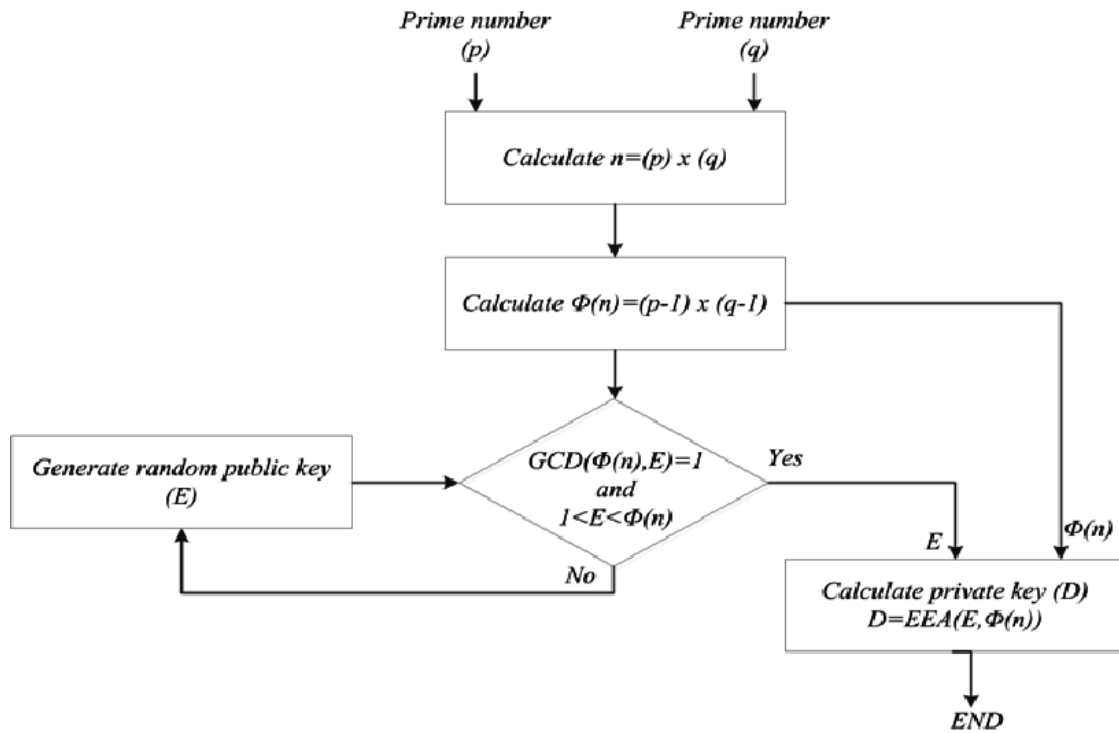 Prime number
(p)
Prime number
(q)
Calculate n=(p) x (q)
Calculate Φ(n)=(p-1) x (q-1)
Generate random public key
(E)
GCD(Φ(n),E)=1
and
1<E<Φ(n)
Yes
No
E
Φ(n)
Calculate private key (D)
D=EEA(E,Φ(n))
END